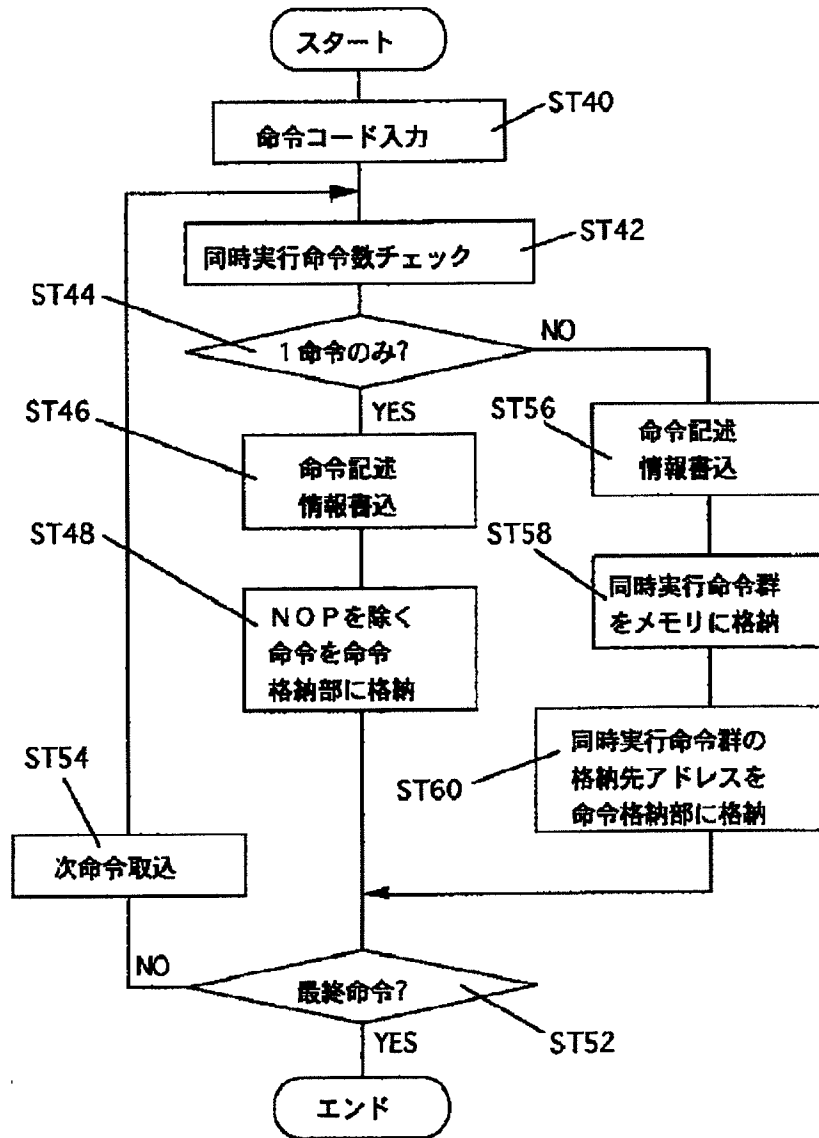 スタート
ST40
命令コード入力
ST42
同時実行命令数チェック
ST44
1命令のみ?
NO
YES
ST46
命令記述
情報書込
ST56
命令記述
情報書込
ST48
NOPを除く
命令を命令
格納部に格納
ST58
同時実行命令群
をメモリに格納
ST60
同時実行命令群の
格納先アドレスを
命令格納部に格納
ST54
次命令取込
NO
最終命令?
ST52
YES
エンド